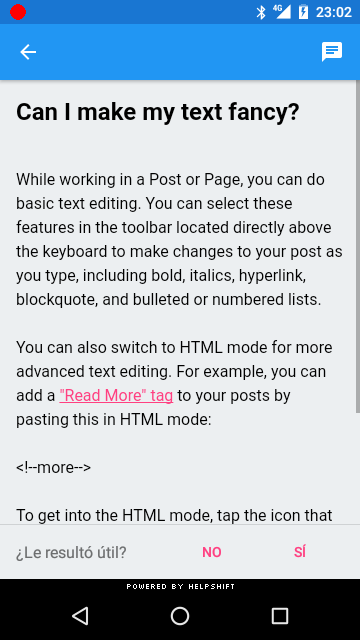 4G 23:02
Can I make my text fancy?
While working in a Post or Page, you can do
basic text editing. You can select these
features in the toolbar located directly above
the keyboard to make changes to your post as
you type, including bold, italics, hyperlink,
blockquote, and bulleted or numbered lists.
You can also switch to HTML mode for more
advanced text editing. For example, you can
add a "Read More" tag to your posts by
pasting this in HTML mode:
<!--more-->
To get into the HTML mode, tap the icon that
¿Le resultó útil? NO SÍ
POWERED BY HELPSHIFT